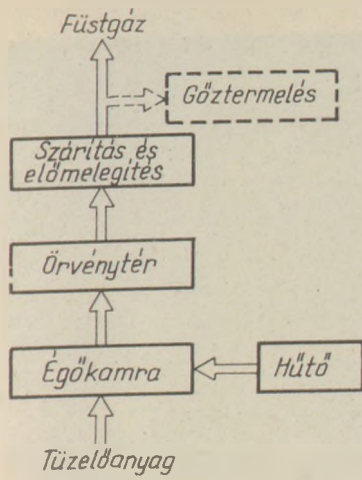 Füstgáz
Gőztermelés
Szárítás és
előmelegítés
Örvénytér
Égőkamra
Hűtő
Tüzelőanyag